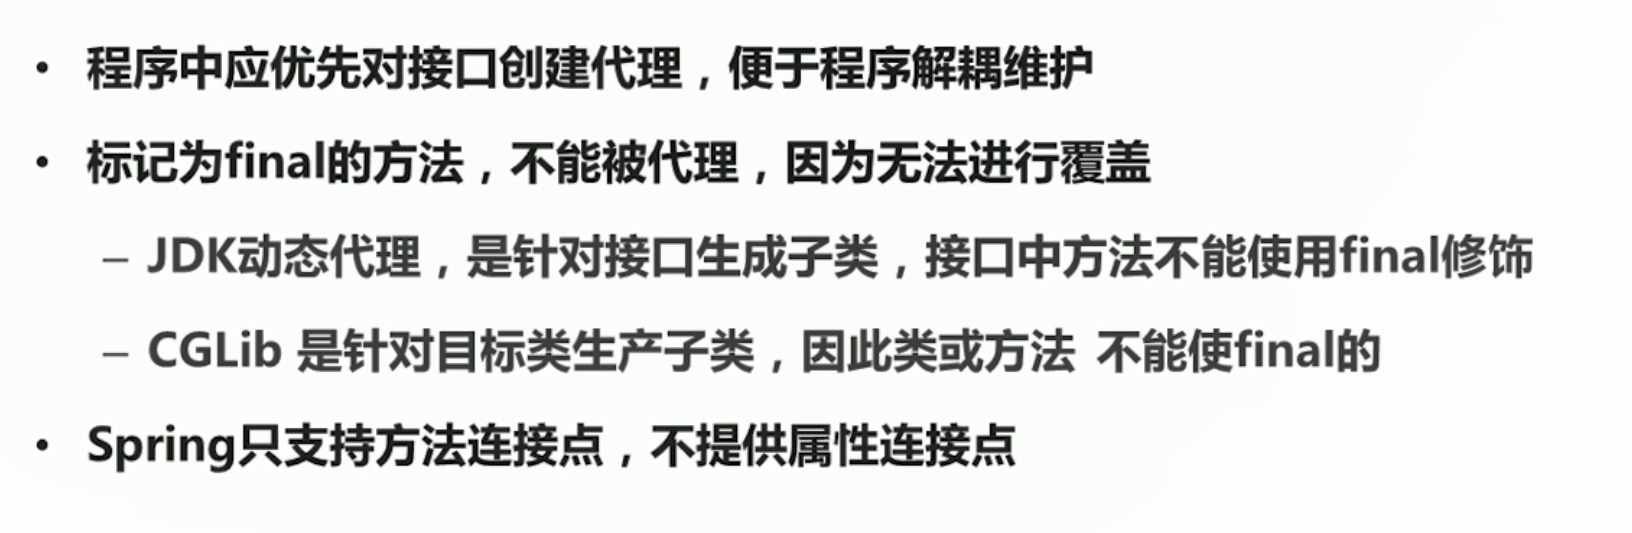 • 程序中应优先对接口创建代理，便于程序解耦维护
• 标记为final的方法，不能被代理，因为无法进行覆盖
– JDK动态代理，是针对接口生成子类，接口中方法不能使用final修饰
– CGLib 是针对目标类生产子类，因此类或方法 不能使final的
• Spring只支持方法连接点，不提供属性连接点